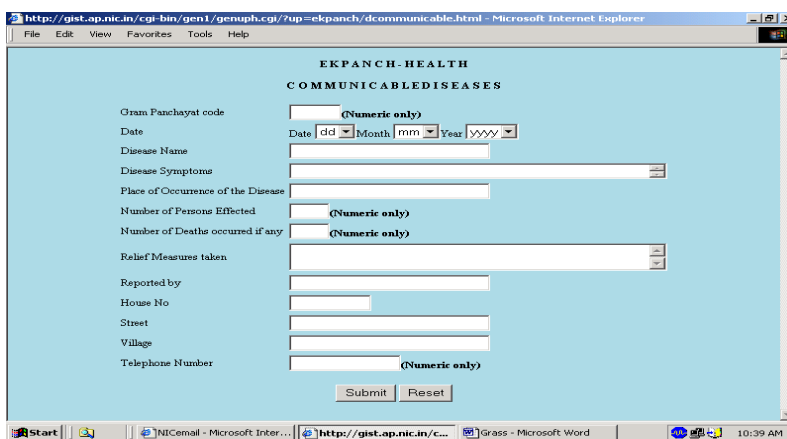 http://gist.ap.nic.in/cgi-bin/gen1/genuph.cgi/?up=ekpanch/dcommunicable.html - Microsoft Internet Explorer
File Edit View Favorites Tools Help
EKPANCH-HEALTH
COMMUNICABLEDISEASES
Gram Panchayat code (Numeric only)
Date Date dd Month mm Year yyyy
Disease Name
Disease Symptoms
Place of Occurrence of the Disease
Number of Persons Effected (Numeric only)
Number of Deaths occurred if any (Numeric only)
Relief Measures taken
Reported by
House No
Street
Village
Telephone Number (Numeric only)
Submit Reset
Start NICemail - Microsoft Inter... http://gist.ap.nic.in/c... Grass - Microsoft Word 10:39 AM